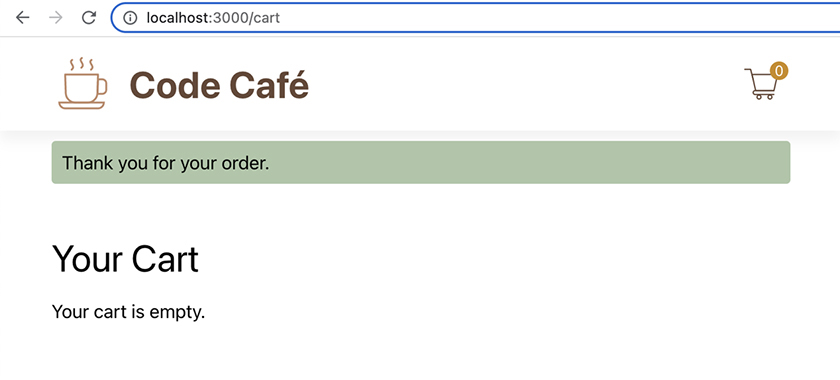 localhost:3000/cart
Code Café
0
Thank you for your order.
Your Cart
Your cart is empty.